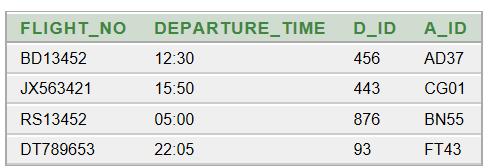 FLIGHT_NO DEPARTURE_TIME D_ID A_ID
BD13452 12:30 456 AD37
JX563421 15:50 443 CG01
RS13452 05:00 876 BN55
DT789653 22:05 93 FT43